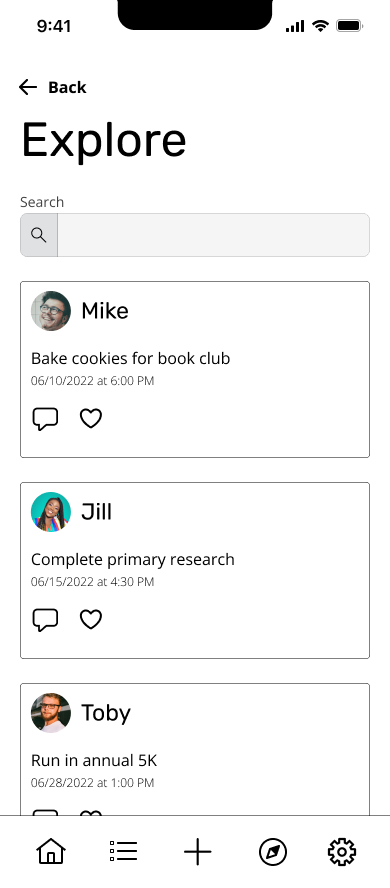 9:41
Back
Explore
Search
Mike
Bake cookies for book club
06/10/2022 at 6:00 PM
Jill
Complete primary research
06/15/2022 at 4:30 PM
Toby
Run in annual 5K
06/28/2022 at 1:00 PM